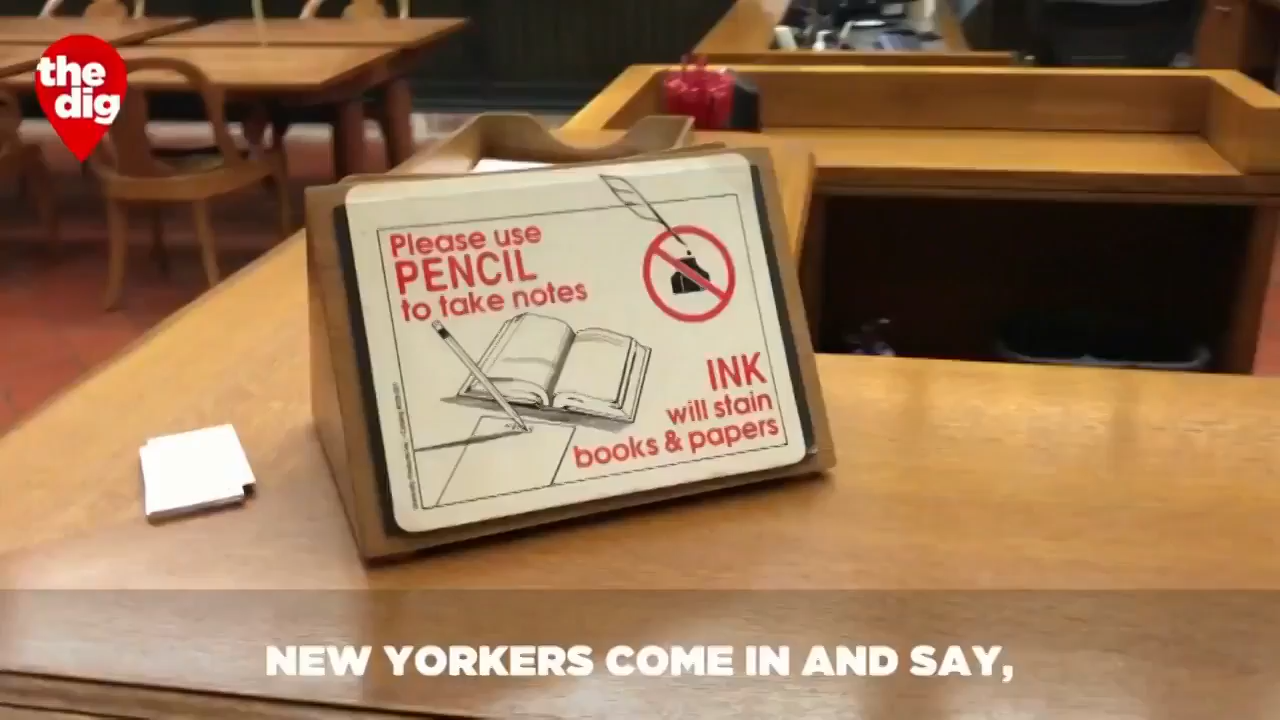 the
dig
Please use
PENCIL
to take notes
INK
will stain
books & papers
NEW YORKERS COME IN AND SAY,